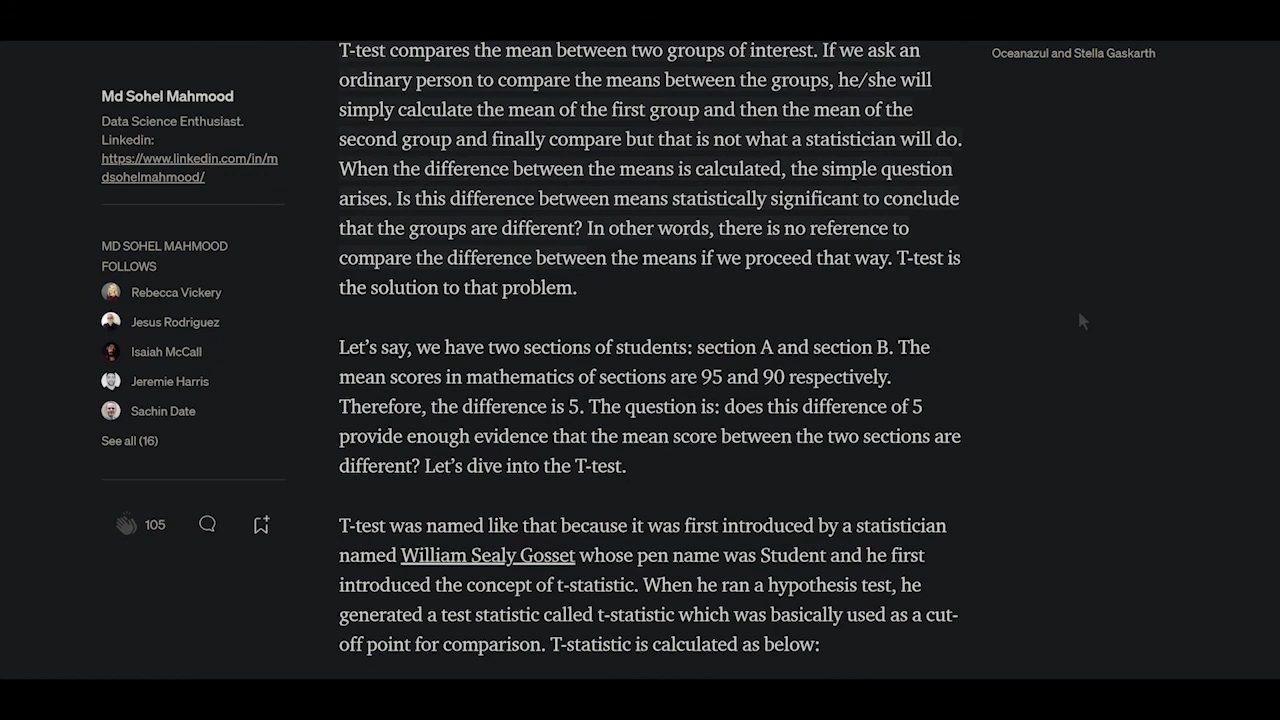 Md Sohel Mahmood
Data Science Enthusiast.
Linkedin:
https://www.linkedin.com/in/m
dsohelmahmood/
MD SOHEL MAHMOOD
FOLLOWS
Rebecca Vickery
Jesus Rodriguez
Isaiah McCall
Jeremie Harris
Sachin Date
See all (16)
105
T-test compares the mean between two groups of interest. If we ask an
ordinary person to compare the means between the groups, he/she will
simply calculate the mean of the first group and then the mean of the
second group and finally compare but that is not what a statistician will do.
When the difference between the means is calculated, the simple question
arises. Is this difference between means statistically significant to conclude
that the groups are different? In other words, there is no reference to
compare the difference between the means if we proceed that way. T-test is
the solution to that problem.
Let’s say, we have two sections of students: section A and section B. The
mean scores in mathematics of sections are 95 and 90 respectively.
Therefore, the difference is 5. The question is: does this difference of 5
provide enough evidence that the mean score between the two sections are
different? Let’s dive into the T-test.
T-test was named like that because it was first introduced by a statistician
named William Sealy Gosset whose pen name was Student and he first
introduced the concept of t-statistic. When he ran a hypothesis test, he
generated a test statistic called t-statistic which was basically used as a cut-
off point for comparison. T-statistic is calculated as below:
Oceanazul and Stella Gaskarth